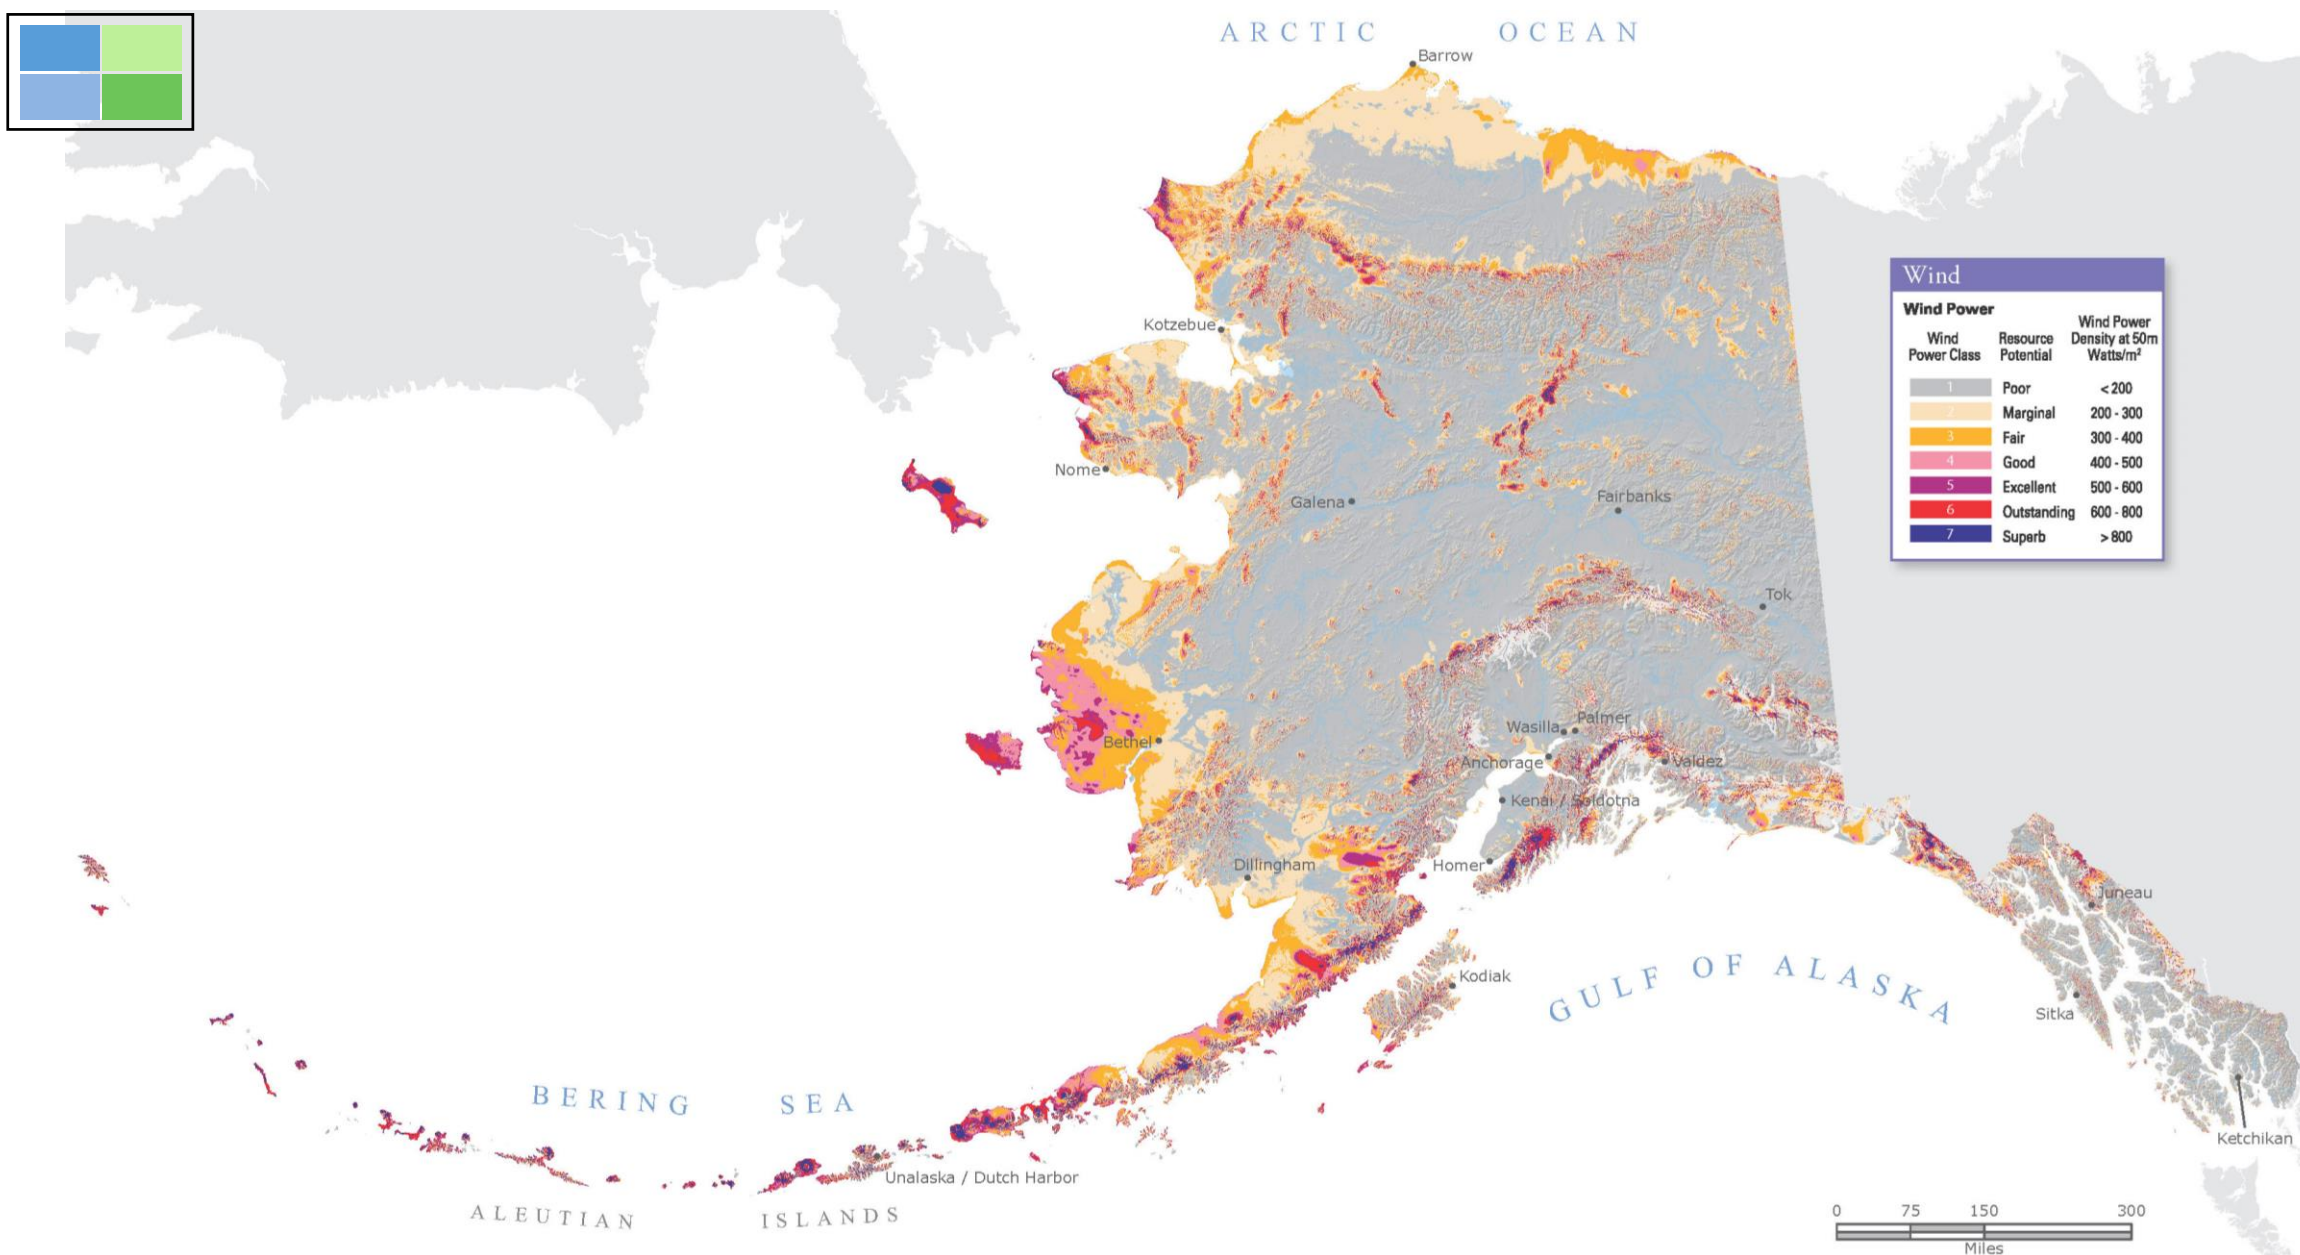 ARCTIC OCEAN
Barrow
Kotzebue
Nome
Galena
Fairbanks
Tok
Bethel
Wasilla
Palmer
Anchorage
Valdez
Kenai / Soldotna
Dillingham
Homer
Juneau
Kodiak
Sitka
Ketchikan
GULF OF ALASKA
BERING SEA
Unalaska / Dutch Harbor
ALEUTIAN ISLANDS
Wind
Wind Power
Wind Power Class
Resource Potential
Wind Power Density at 50m Watts/m²
1 Poor < 200
2 Marginal 200 - 300
3 Fair 300 - 400
4 Good 400 - 500
5 Excellent 500 - 600
6 Outstanding 600 - 800
7 Superb > 800
0 75 150 300
Miles